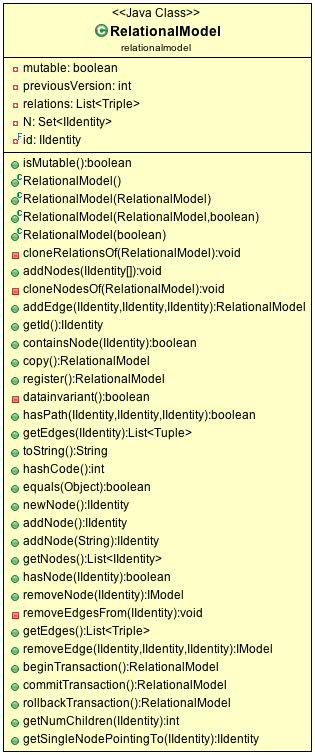 <<Java Class>>
RelationalModel
relationalmodel
mutable: boolean
previousVersion: int
relations: List<Triple>
N: Set<IIdentity>
id: IIdentity
isMutable():boolean
RelationalModel()
RelationalModel(RelationalModel)
RelationalModel(RelationalModel,boolean)
RelationalModel(boolean)
cloneRelationsOf(RelationalModel):void
addNodes(IIdentity[]):void
cloneNodesOf(RelationalModel):void
addEdge(IIdentity,IIdentity,IIdentity):RelationalModel
getId():IIdentity
containsNode(IIdentity):boolean
copy():RelationalModel
register():RelationalModel
datainvariant():boolean
hasPath(IIdentity,IIdentity,IIdentity):boolean
getEdges(IIdentity):List<Tuple>
toString():String
hashCode():int
equals(Object):boolean
newNode():IIdentity
addNode():IIdentity
addNode(String):IIdentity
getNodes():List<IIdentity>
hasNode(IIdentity):boolean
removeNode(IIdentity):IModel
removeEdgesFrom(IIdentity):void
getEdges():List<Triple>
removeEdge(IIdentity,IIdentity,IIdentity):IModel
beginTransaction():RelationalModel
commitTransaction():RelationalModel
rollbackTransaction():RelationalModel
getNumChildren(IIdentity):int
getSingleNodePointingTo(IIdentity):IIdentity